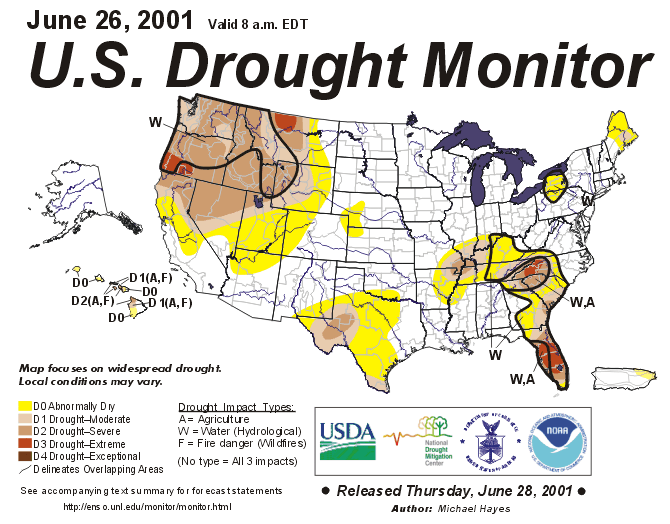 June 26, 2001 Valid 8 a.m. EDT
U.S. Drought Monitor
W
W
D0
D1(A,F)
D0
D2(A,F)
D1(A,F)
D0
W,A
W
W,A
Map focuses on widespread drought.
Local conditions may vary.
D0 Abnormally Dry
D1 Drought–Moderate
D2 Drought–Severe
D3 Drought–Extreme
D4 Drought–Exceptional
Delineates Overlapping Areas
Drought Impact Types:
A = Agriculture
W = Water (Hydrological)
F = Fire danger (Wildfires)
(No type = All 3 impacts)
USDA
National
Drought
Mitigation
Center
NOAA
See accompanying text summary for forecast statements
http://enso.unl.edu/monitor/monitor.html
Released Thursday, June 28, 2001
Author: Michael Hayes